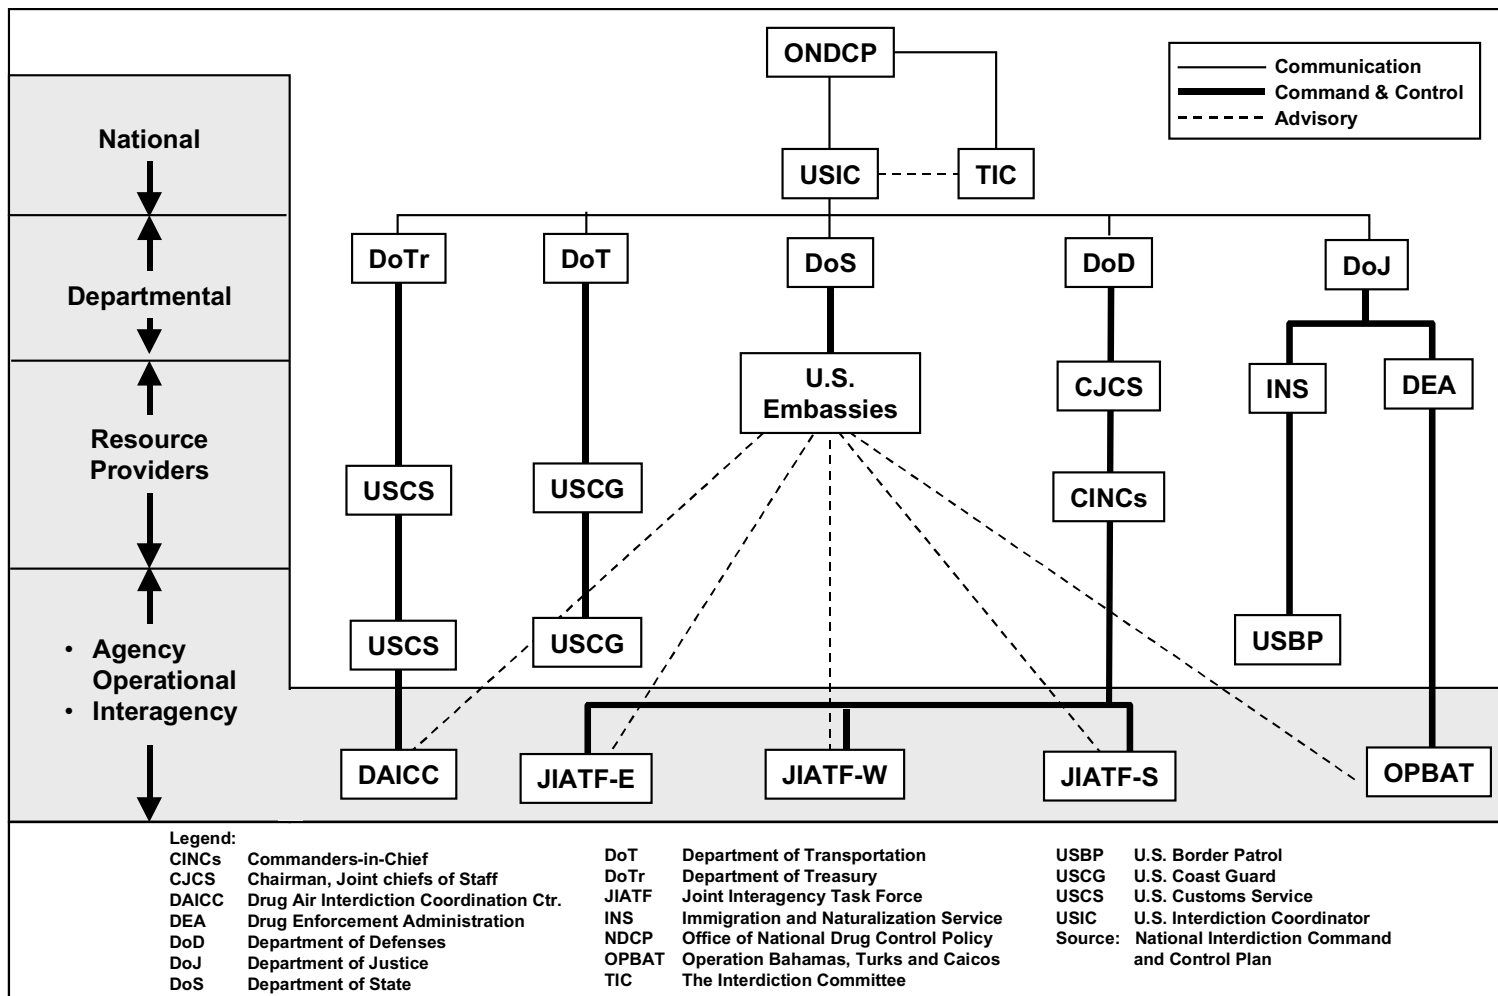 ONDCP
Communication
Command & Control
Advisory
National
USIC
TIC
DoTr
DoT
DoS
DoD
DoJ
Departmental
U.S.
Embassies
CJCS
INS
DEA
Resource
Providers
USCS
USCG
CINCs
USCS
USCG
USBP
• Agency
Operational
• Interagency
DAICC
JIATF-E
JIATF-W
JIATF-S
OPBAT
Legend:
CINCs Commanders-in-Chief
CJCS Chairman, Joint chiefs of Staff
DAICC Drug Air Interdiction Coordination Ctr.
DEA Drug Enforcement Administration
DoD Department of Defenses
DoJ Department of Justice
DoS Department of State
DoT Department of Transportation
DoTr Department of Treasury
JIATF Joint Interagency Task Force
INS Immigration and Naturalization Service
NDCP Office of National Drug Control Policy
OPBAT Operation Bahamas, Turks and Caicos
TIC The Interdiction Committee
USBP U.S. Border Patrol
USCG U.S. Coast Guard
USCS U.S. Customs Service
USIC U.S. Interdiction Coordinator
Source: National Interdiction Command
and Control Plan